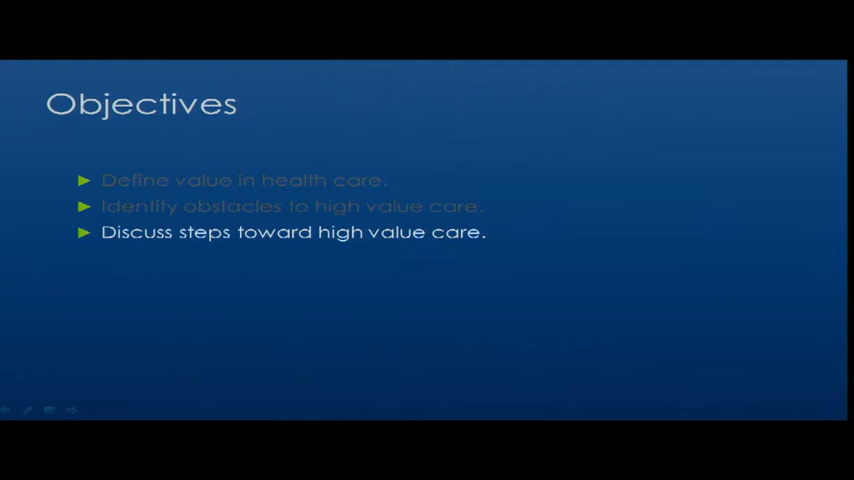 Objectives
Define value in health care.
Identify obstacles to high value care.
Discuss steps toward high value care.